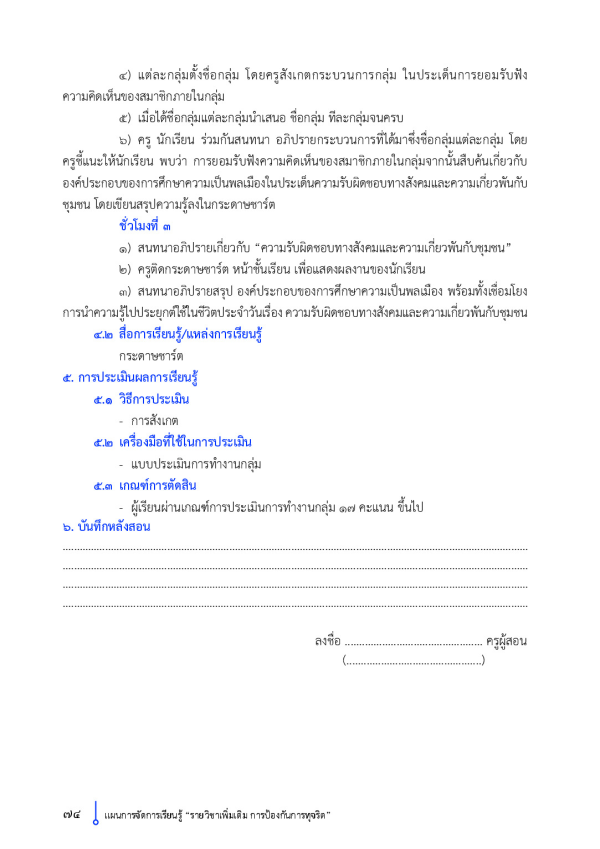 ๔) แต่ละกลุ่มตั้งชื่อกลุ่ม โดยครูสังเกตกระบวนการกลุ่ม ในประเด็นการยอมรับฟัง
ความคิดเห็นของสมาชิกภายในกลุ่ม
๕) เมื่อได้ชื่อกลุ่มแต่ละกลุ่มนำเสนอ ชื่อกลุ่ม ทีละกลุ่มจนครบ
๖) ครู นักเรียน ร่วมกันสนทนา อภิปรายกระบวนการที่ได้มาซึ่งชื่อกลุ่มแต่ละกลุ่ม โดย
ครูชี้แนะให้นักเรียน พบว่า การยอมรับฟังความคิดเห็นของสมาชิกภายในกลุ่มจากนั้นสืบค้นเกี่ยวกับ
องค์ประกอบของการศึกษาความเป็นพลเมืองในประเด็นความรับผิดชอบทางสังคมและความเกี่ยวพันกับ
ชุมชน โดยเขียนสรุปความรู้ลงในกระดาษชาร์ต
ชั่วโมงที่ ๓
๑) สนทนาอภิปรายเกี่ยวกับ “ความรับผิดชอบทางสังคมและความเกี่ยวพันกับชุมชน”
๒) ครูติดกระดาษชาร์ต หน้าชั้นเรียน เพื่อแสดงผลงานของนักเรียน
๓) สนทนาอภิปรายสรุป องค์ประกอบของการศึกษาความเป็นพลเมือง พร้อมทั้งเชื่อมโยง
การนำความรู้ไปประยุกต์ใช้ในชีวิตประจำวันเรื่อง ความรับผิดชอบทางสังคมและความเกี่ยวพันกับชุมชน
๔.๒ สื่อการเรียนรู้/แหล่งการเรียนรู้
กระดาษชาร์ต
๕. การประเมินผลการเรียนรู้
๕.๑ วิธีการประเมิน
- การสังเกต
๕.๒ เครื่องมือที่ใช้ในการประเมิน
- แบบประเมินการทำงานกลุ่ม
๕.๓ เกณฑ์การตัดสิน
- ผู้เรียนผ่านเกณฑ์การประเมินการทำงานกลุ่ม ๑๗ คะแนน ขึ้นไป
๖. บันทึกหลังสอน
................................................................................
................................................................................
................................................................................
................................................................................
ลงชื่อ ................................................ ครูผู้สอน
(...............................................)
๗๔ แผนการจัดการเรียนรู้ “รายวิชาเพิ่มเติม การป้องกันการทุจริต”